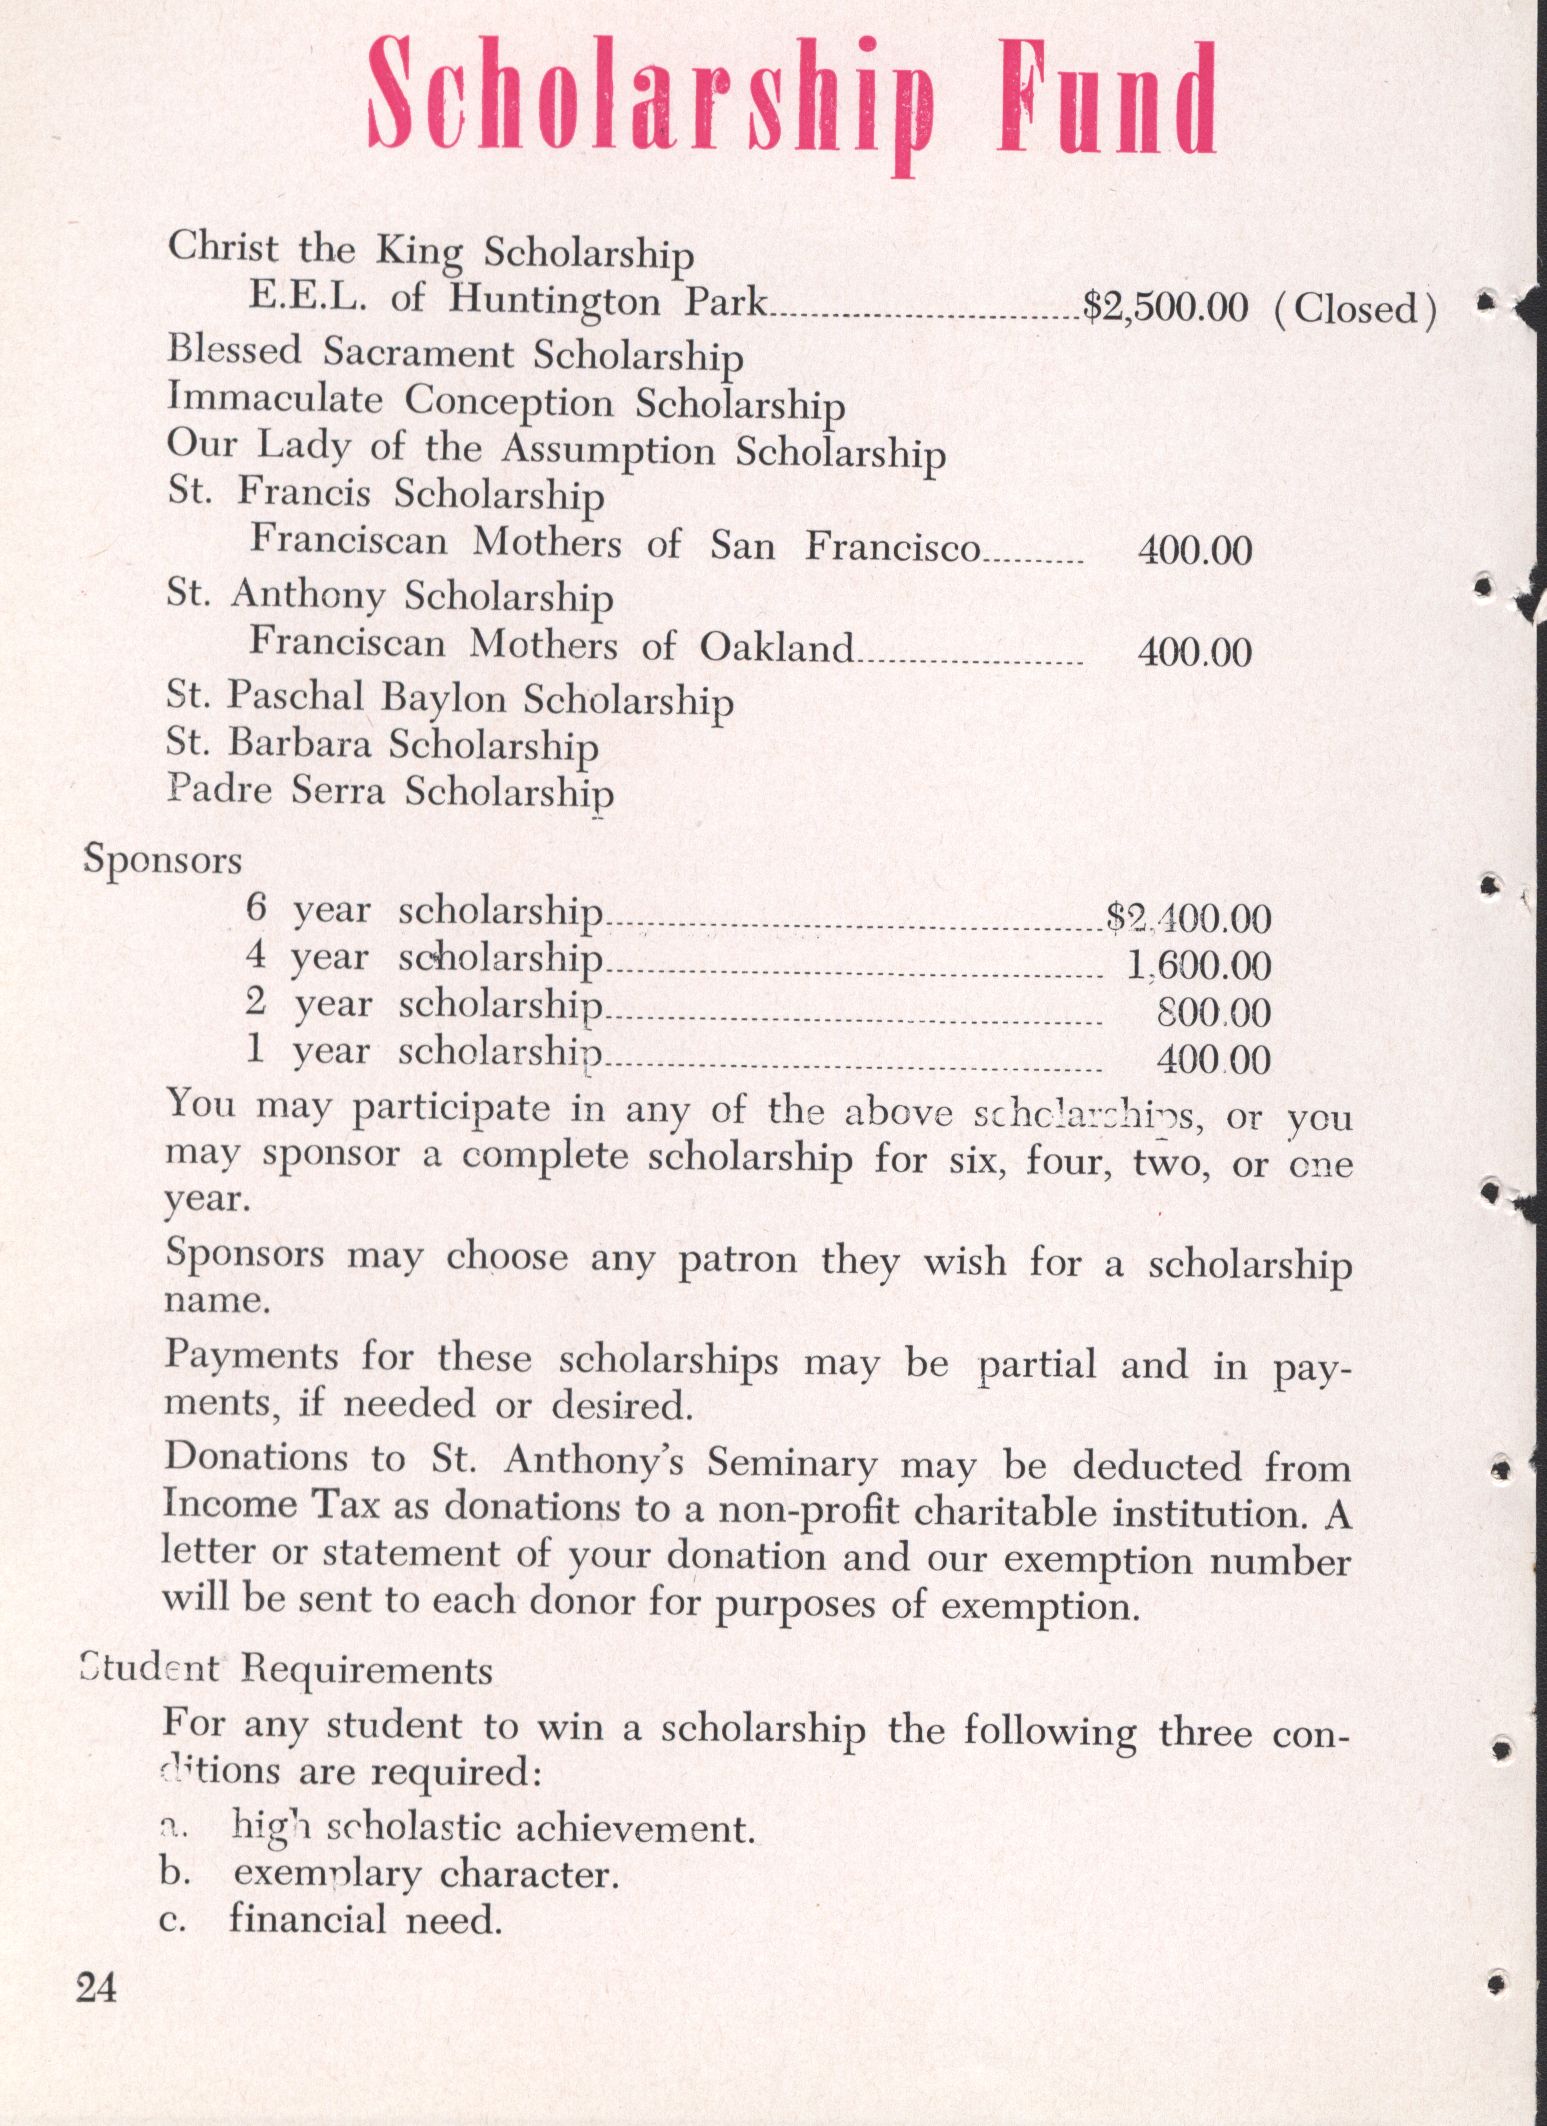 Scholarship Fund
Christ the King Scholarship
E.E.L. of Huntington Park..............................$2,500.00 (Closed)
Blessed Sacrament Scholarship
Immaculate Conception Scholarship
Our Lady of the Assumption Scholarship
St. Francis Scholarship
Franciscan Mothers of San Francisco.......... 400.00
St. Anthony Scholarship
Franciscan Mothers of Oakland...................... 400.00
St. Paschal Baylon Scholarship
St. Barbara Scholarship
Padre Serra Scholarship
Sponsors
6 year scholarship................................................$2,400.00
4 year scholarship................................................ 1,600.00
2 year scholarship................................................ 800.00
1 year scholarship................................................ 400.00
You may participate in any of the above scholarships, or you
may sponsor a complete scholarship for six, four, two, or one
year.
Sponsors may choose any patron they wish for a scholarship
name.
Payments for these scholarships may be partial and in pay-
ments, if needed or desired.
Donations to St. Anthony's Seminary may be deducted from
Income Tax as donations to a non-profit charitable institution. A
letter or statement of your donation and our exemption number
will be sent to each donor for purposes of exemption.
Student Requirements
For any student to win a scholarship the following three con-
ditions are required:
a. high scholastic achievement.
b. exemplary character.
c. financial need.
24